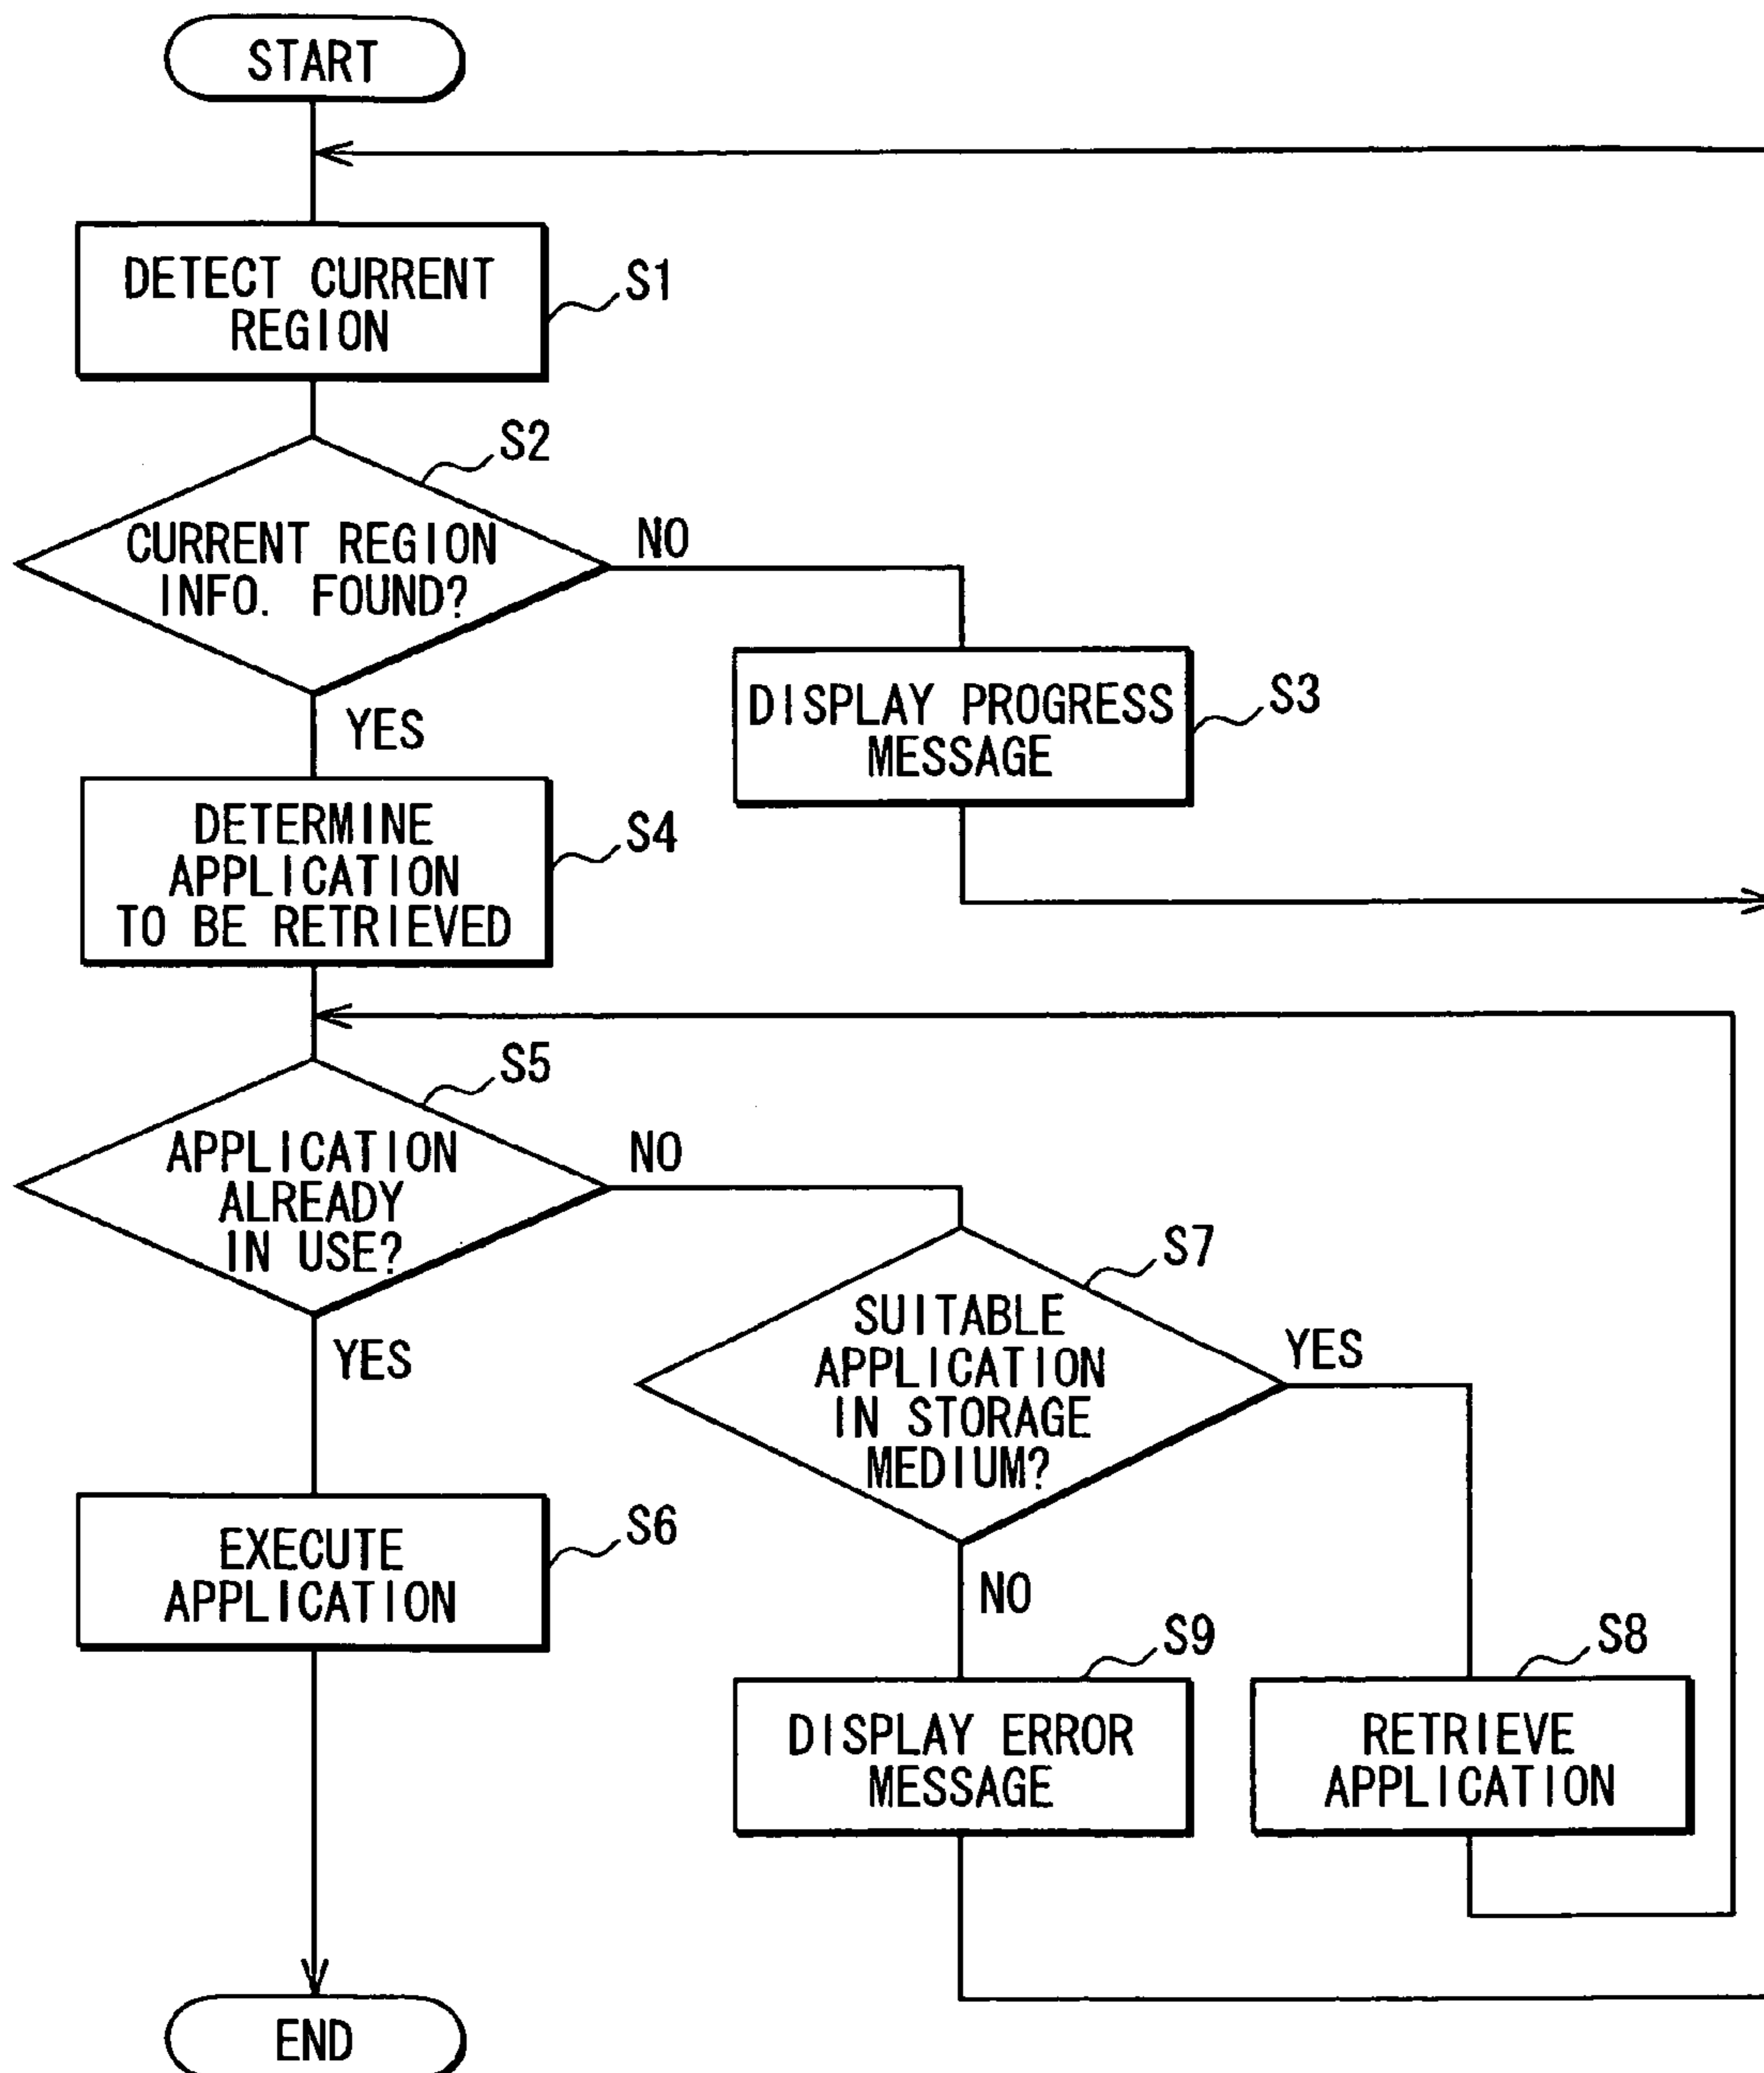 START
DETECT CURRENT
REGION
S1
S2
CURRENT REGION
INFO. FOUND?
NO
YES
DISPLAY PROGRESS
MESSAGE
S3
DETERMINE
APPLICATION
TO BE RETRIEVED
S4
S5
APPLICATION
ALREADY
IN USE?
NO
YES
S7
SUITABLE
APPLICATION
IN STORAGE
MEDIUM?
YES
NO
EXECUTE
APPLICATION
S6
S9
DISPLAY ERROR
MESSAGE
S8
RETRIEVE
APPLICATION
END